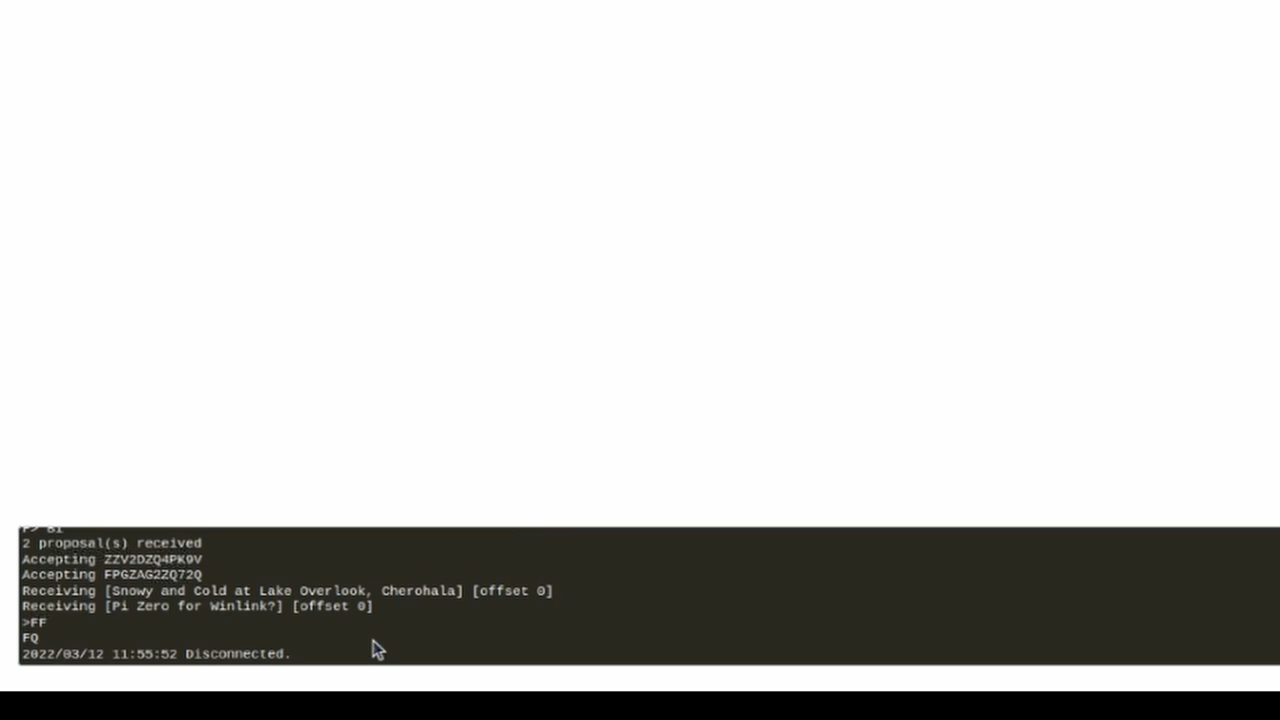 F> 81
2 proposal(s) received
Accepting ZZV2DZQ4PK9V
Accepting FPGZAG2ZQ72Q
Receiving [Snowy and Cold at Lake Overlook, Cherohala] [offset 0]
Receiving [Pi Zero for Winlink?] [offset 0]
>FF
FQ
2022/03/12 11:55:52 Disconnected.